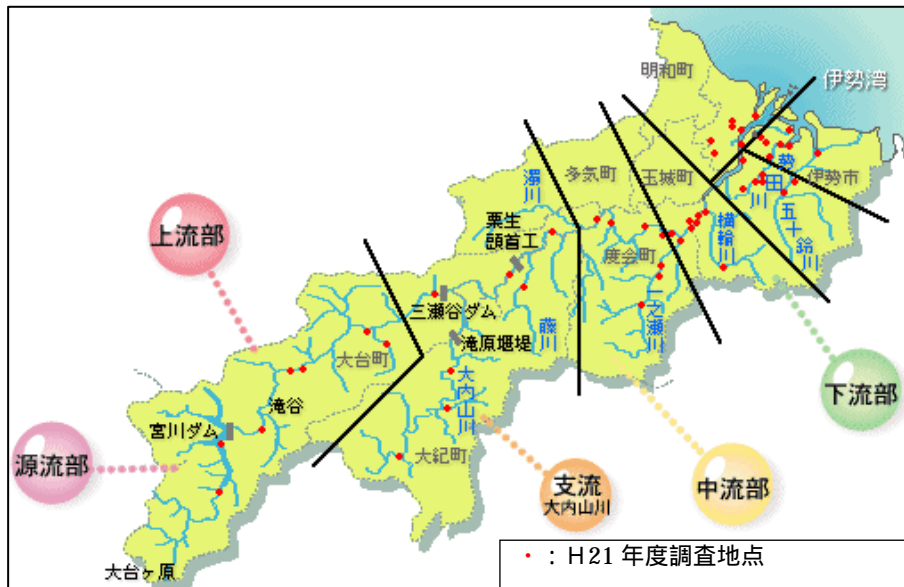 明和町
伊勢湾
多気町
玉城町
伊勢市
勢田川
五十鈴川
濁川
横輪川
度会町
一之瀬川
栗生
頭首工
上流部
三瀬谷ダム
滝原堰堤
藤川
大台町
大内山川
滝谷
宮川ダム
大紀町
源流部
大台ヶ原
支流
大内山川
中流部
下流部
・：H21年度調査地点